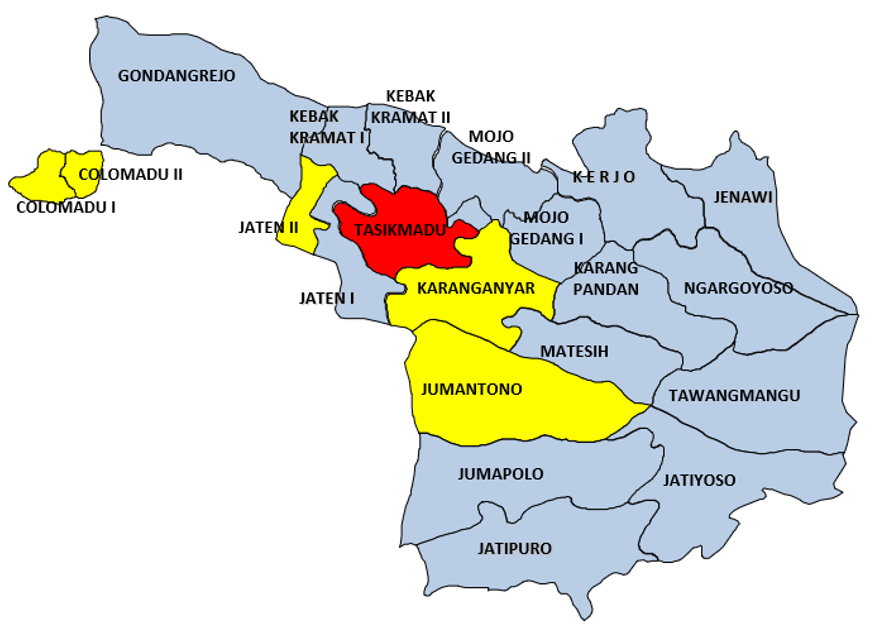 GONDANGREJO
KEBAK
KRAMAT I
KEBAK
KRAMAT II
MOJO
GEDANG II
K E R J O
JENAWI
COLOMADU II
COLOMADU I
JATEN II
TASIKMADU
MOJO
GEDANG I
KARANG
PANDAN
NGARGOYOSO
JATEN I
KARANGANYAR
MATESIH
JUMANTONO
TAWANGMANGU
JUMAPOLO
JATIYOSO
JATIPURO